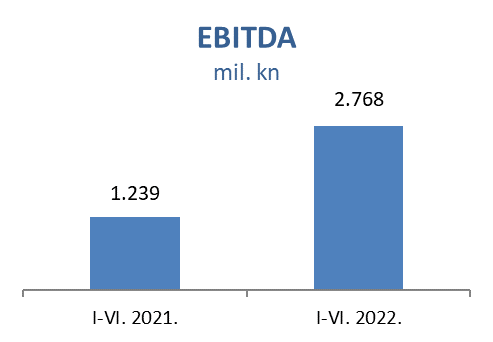 EBITDA
mil. kn
2.768
1.239
I-VI. 2021.
I-VI. 2022.